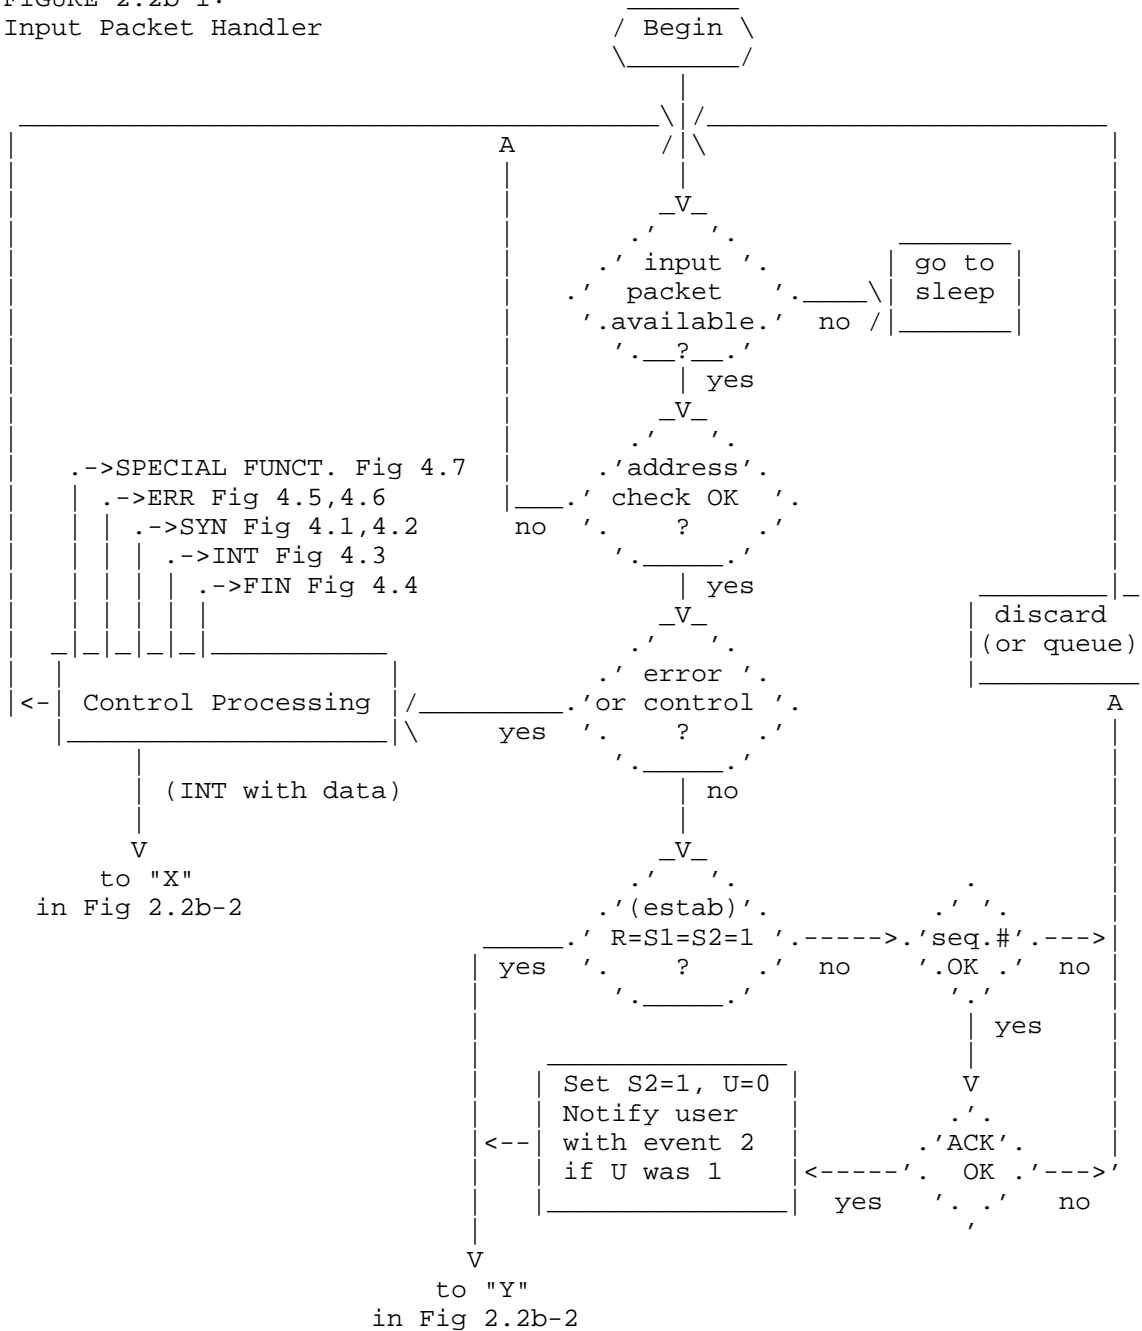 FIGURE 2.2b-1:
Input Packet Handler
Begin
input
packet
available
?
no
go to
sleep
yes
address
check OK
?
no
yes
SPECIAL FUNCT. Fig 4.7
ERR Fig 4.5,4.6
SYN Fig 4.1,4.2
INT Fig 4.3
FIN Fig 4.4
discard
(or queue)
error
or control
?
yes
Control Processing
(INT with data)
no
to "X"
in Fig 2.2b-2
(estab)
R=S1=S2=1
?
yes
no
seq.#
OK
no
yes
Set S2=1, U=0
Notify user
with event 2
if U was 1
ACK
OK
yes
no
to "Y"
in Fig 2.2b-2